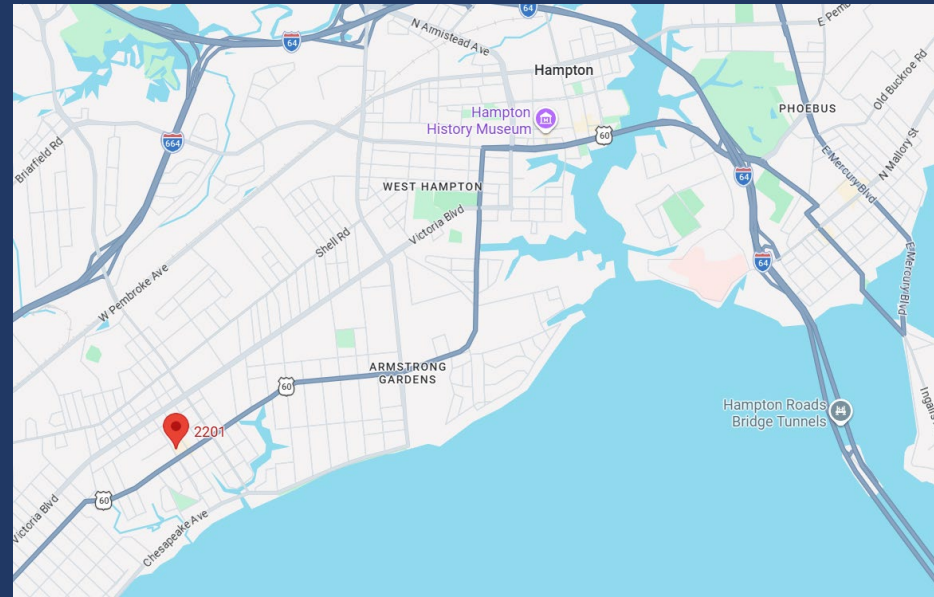 64
E Pemb
N Armistead Ave
64
Hampton
Old Buckroe Rd
Hampton
History Museum
PHOEBUS
60
664
Briarfield Rd
N Mallory St
E Mercury Blvd
64
WEST HAMPTON
Victoria Blvd
Shell Rd
64
E Mercury Blvd
W Pembroke Ave
ARMSTRONG
GARDENS
60
Ingalls
Hampton Roads
Bridge Tunnels
2201
60
Victoria Blvd
Chesapeake Ave